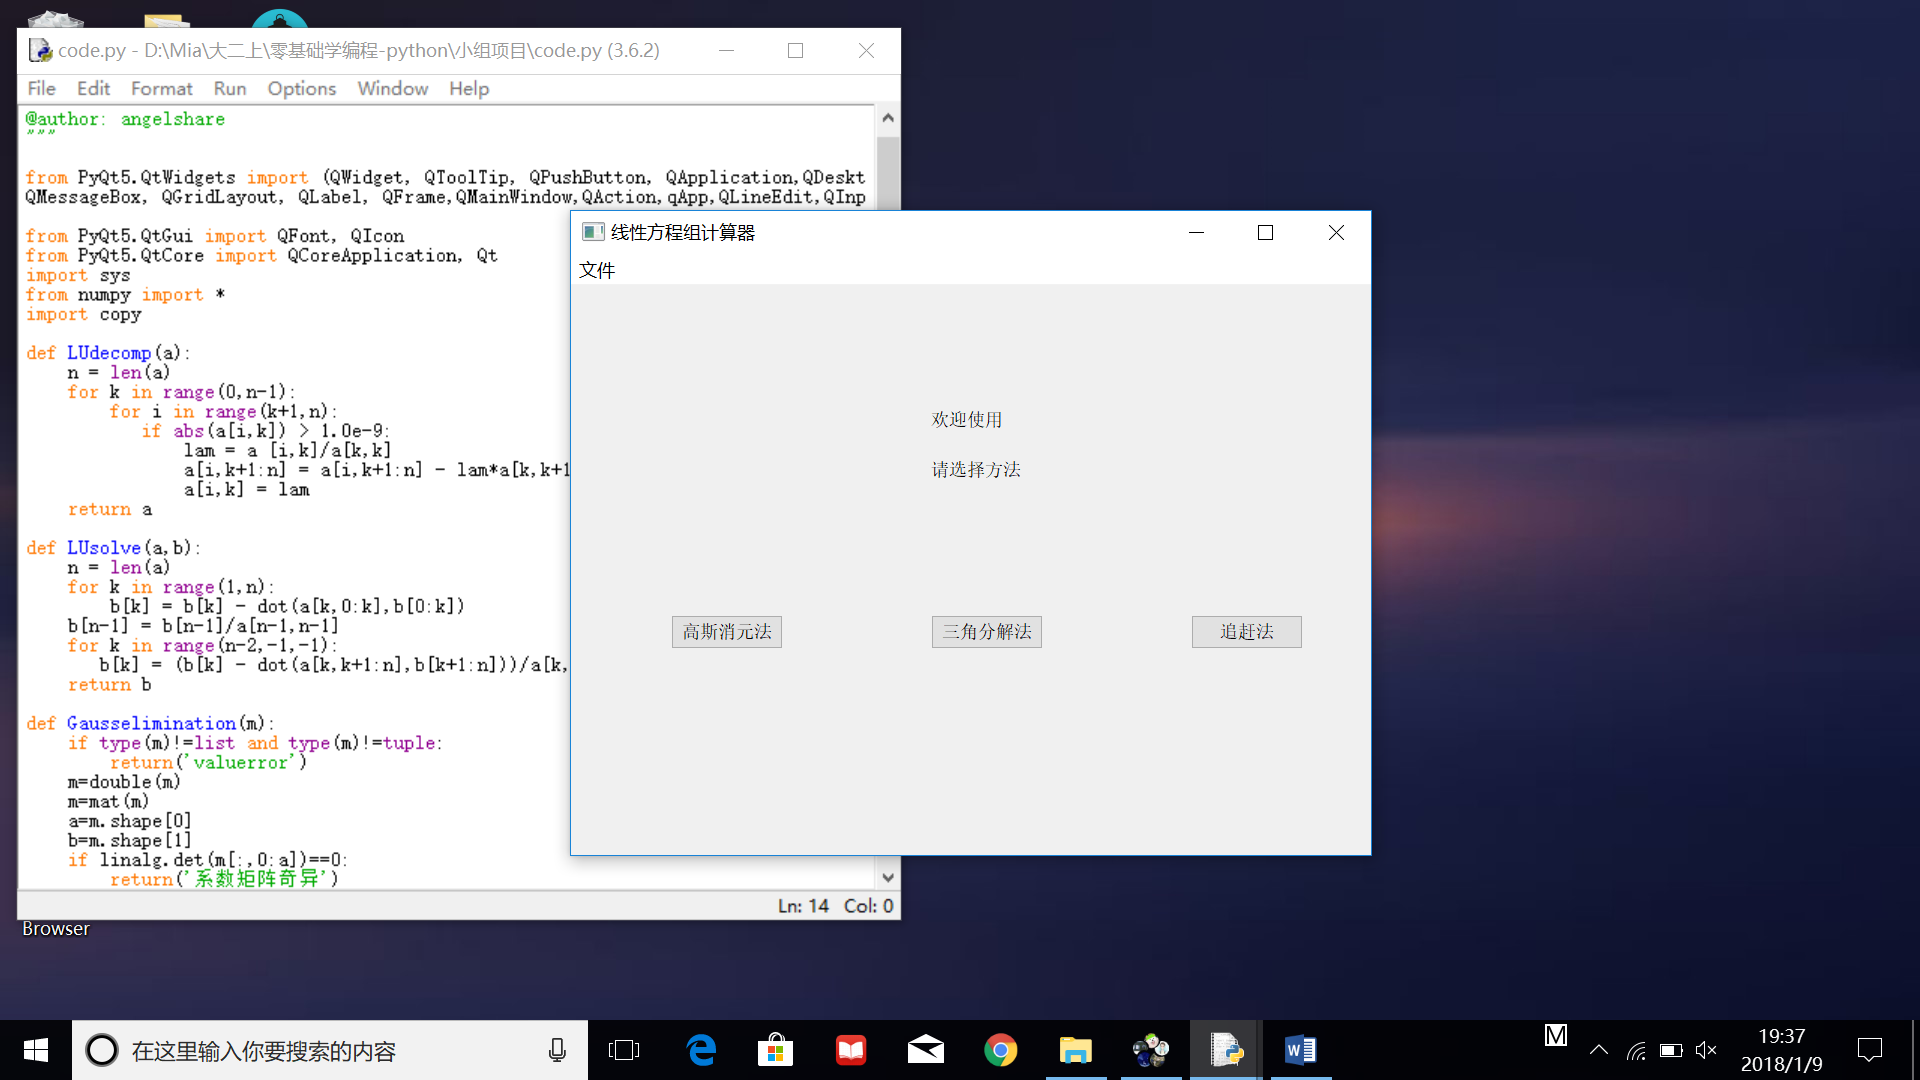 code.py - D:\Mia\大二上\零基础学编程-python\小组项目\code.py (3.6.2)
File Edit Format Run Options Window Help
@author: angelshare
"""
from PyQt5.QtWidgets import (QWidget, QToolTip, QPushButton, QApplication,QDeskt
QMessageBox, QGridLayout, QLabel, QFrame,QMainWindow,QAction,qApp,QLineEdit,QInp
from PyQt5.QtGui import QFont, QIcon
from PyQt5.QtCore import QCoreApplication, Qt
import sys
from numpy import *
import copy
def LUdecomp(a):
n = len(a)
for k in range(0,n-1):
for i in range(k+1,n):
if abs(a[i,k]) > 1.0e-9:
lam = a [i,k]/a[k,k]
a[i,k+1:n] = a[i,k+1:n] - lam*a[k,k+1
a[i,k] = lam
return a
def LUsolve(a,b):
n = len(a)
for k in range(1,n):
b[k] = b[k] - dot(a[k,0:k],b[0:k])
b[n-1] = b[n-1]/a[n-1,n-1]
for k in range(n-2,-1,-1):
b[k] = (b[k] - dot(a[k,k+1:n],b[k+1:n]))/a[k,
return b
def Gausselimination(m):
if type(m)!=list and type(m)!=tuple:
return('valuerror')
m=double(m)
m=mat(m)
a=m.shape[0]
b=m.shape[1]
if linalg.det(m[:,0:a])==0:
return('系数矩阵奇异')
Ln: 14 Col: 0
线性方程组计算器
文件
欢迎使用
请选择方法
高斯消元法 三角分解法 追赶法
Browser
在这里输入你要搜索的内容
M
19:37
2018/1/9